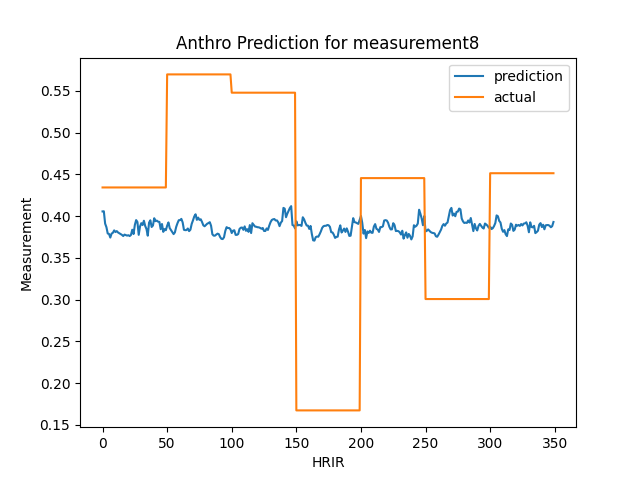 Anthro Prediction for measurement8
prediction
actual
Measurement
0.55
0.50
0.45
0.40
0.35
0.30
0.25
0.20
0.15
0 50 100 150 200 250 300 350
HRIR